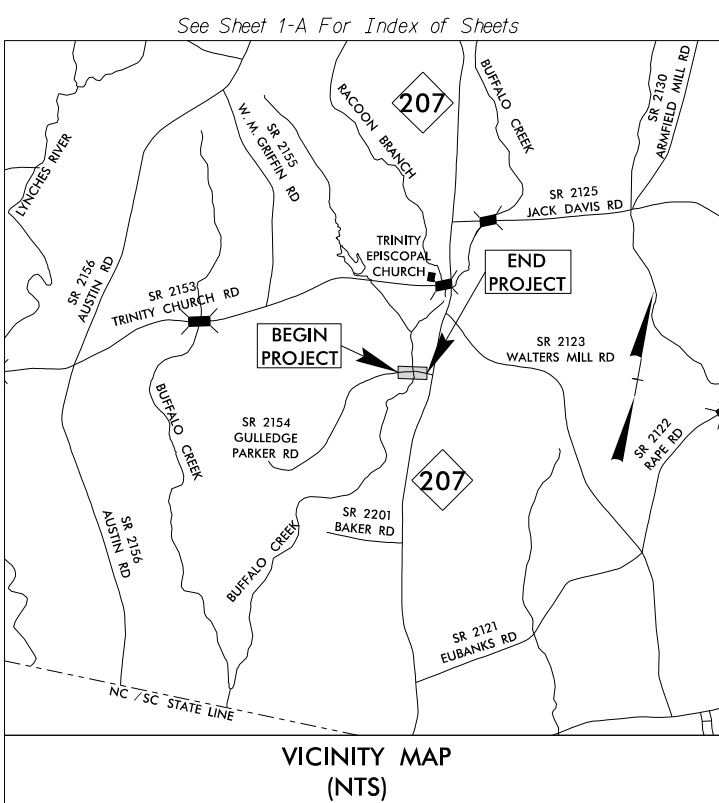 See Sheet 1-A For Index of Sheets
LYNCHES RIVER
SR 2156
AUSTIN RD
W. M. GRIFFIN RD
SR 2155
RACOON BRANCH
207
BUFFALO CREEK
SR 2130
ARMFIELD MILL RD
SR 2125
JACK DAVIS RD
TRINITY
EPISCOPAL
CHURCH
END
PROJECT
SR 2153
TRINITY CHURCH RD
BEGIN
PROJECT
SR 2123
WALTERS MILL RD
SR 2154
GULLEDGE
PARKER RD
BUFFALO CREEK
SR 2122
RAPE RD
207
SR 2201
BAKER RD
SR 2156
AUSTIN RD
BUFFALO CREEK
SR 2121
EUBANKS RD
NC / SC STATE LINE
VICINITY MAP
(NTS)